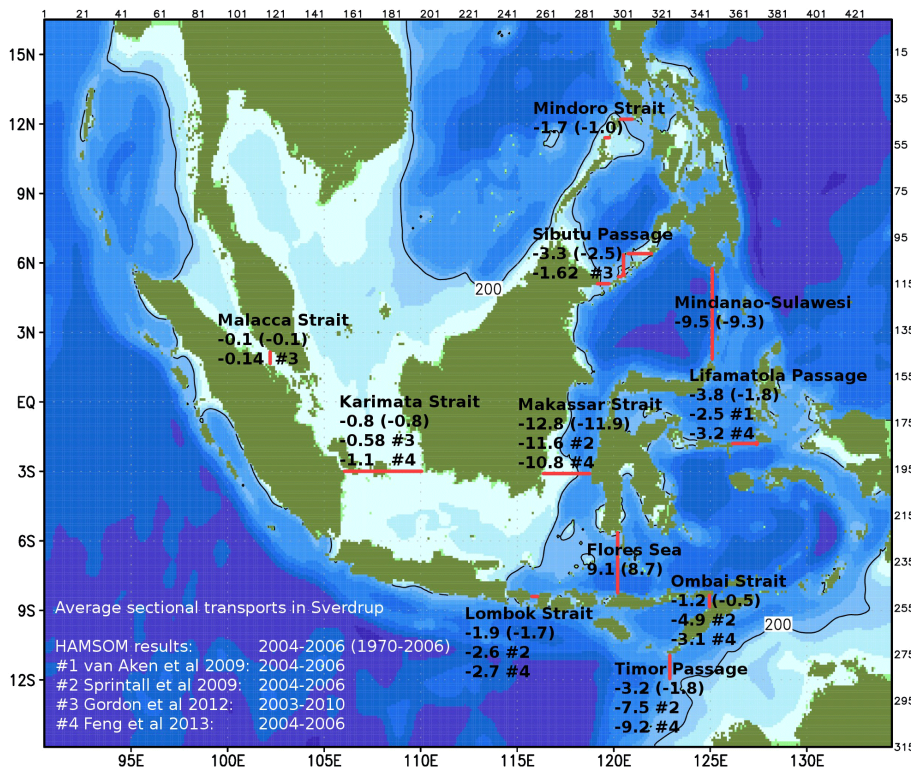 1 21 41 61 81 101 121 141 161 181 201 221 241 261 281 301 321 341 361 381 401 421
15N
15
Mindoro Strait
-1.7 (-1.0)
35
12N
55
9N
75
Sibutu Passage
-3.3 (-2.5)
-1.62 #3
95
6N
115
200
Mindanao-Sulawesi
-9.5 (-9.3)
Malacca Strait
-0.1 (-0.1)
-0.14 #3
3N
135
155
Lifamatola Passage
-3.8 (-1.8)
-2.5 #1
-3.2 #4
EQ
Karimata Strait
-0.8 (-0.8)
-0.58 #3
-1.1 #4
Makassar Strait
-12.8 (-11.9)
-11.6 #2
-10.8 #4
175
3S
195
215
6S
235
Flores Sea
9.1 (8.7)
Ombai Strait
-1.2 (-0.5)
-4.9 #2
-3.1 #4
9S
255
200
Lombok Strait
-1.9 (-1.7)
-2.6 #2
-2.7 #4
Timor Passage
-3.2 (-1.8)
-7.5 #2
-9.2 #4
275
12S
295
315
Average sectional transports in Sverdrup
HAMSOM results: 2004-2006 (1970-2006)
#1 van Aken et al 2009: 2004-2006
#2 Sprintall et al 2009: 2004-2006
#3 Gordon et al 2012: 2003-2010
#4 Feng et al 2013: 2004-2006
95E 100E 105E 110E 115E 120E 125E 130E